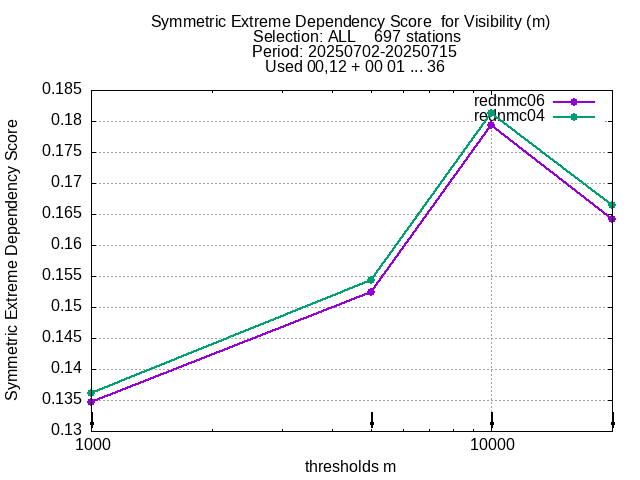 Symmetric Extreme Dependency Score  for Visibility (m)
Selection: ALL    697 stations
Period: 20250702-20250715
Used 00,12 + 00 01 ... 36
rednmc06
rednmc04
0.185
0.18
0.175
0.17
0.165
0.16
0.155
0.15
0.145
0.14
0.135
0.13
Symmetric Extreme Dependency Score
1000
10000
thresholds m